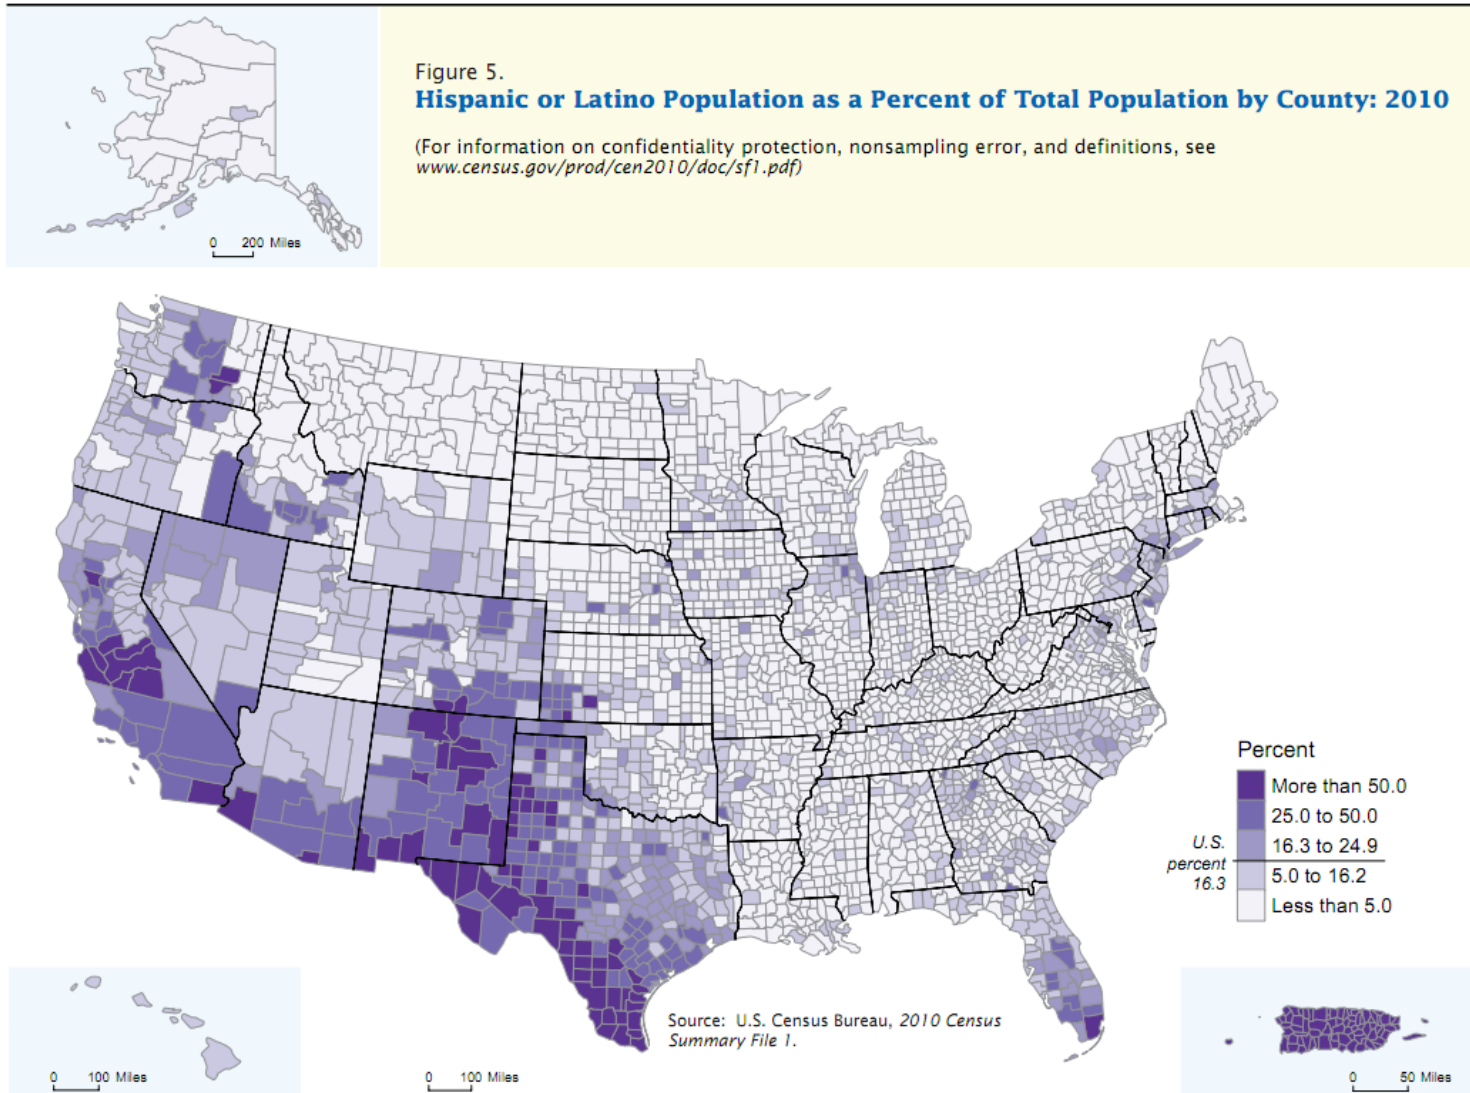 Figure 5.
Hispanic or Latino Population as a Percent of Total Population by County: 2010
(For information on confidentiality protection, nonsampling error, and definitions, see
www.census.gov/prod/cen2010/doc/sf1.pdf)
0 200 Miles
Percent
More than 50.0
25.0 to 50.0
16.3 to 24.9
5.0 to 16.2
Less than 5.0
U.S.
percent
16.3
Source: U.S. Census Bureau, 2010 Census
Summary File 1.
0 100 Miles
0 100 Miles
0 50 Miles